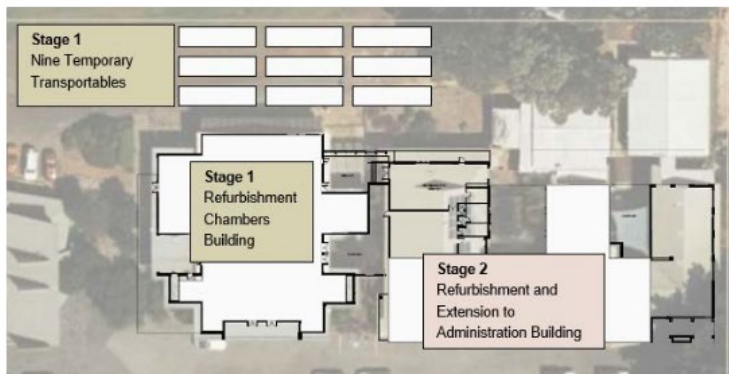 Stage 1
Nine Temporary
Transportables
Stage 1
Refurbishment
Chambers
Building
Stage 2
Refurbishment and
Extension to
Administration Building